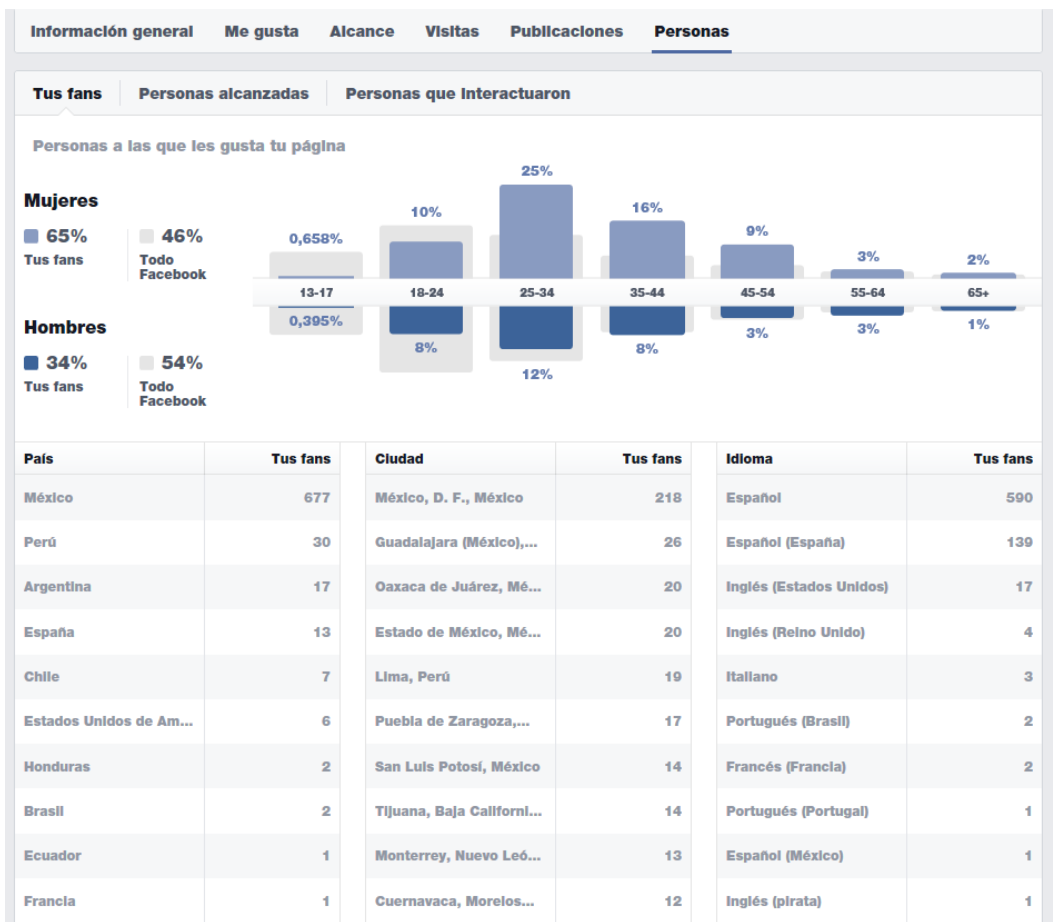 Información general Me gusta Alcance Visitas Publicaciones Personas
Tus fans Personas alcanzadas Personas que interactuaron
Personas a las que les gusta tu página
Mujeres
65% Tus fans
46% Todo Facebook
Hombres
34% Tus fans
54% Todo Facebook
0,658% 10% 25% 16% 9% 3% 2%
13-17 18-24 25-34 35-44 45-54 55-64 65+
0,395% 8% 12% 8% 3% 3% 1%
País Tus fans Ciudad Tus fans Idioma Tus fans
México 677 México, D. F., México 218 Español 590
Perú 30 Guadalajara (México),... 26 Español (España) 139
Argentina 17 Oaxaca de Juárez, Mé... 20 Inglés (Estados Unidos) 17
España 13 Estado de México, Mé... 20 Inglés (Reino Unido) 4
Chile 7 Lima, Perú 19 Italiano 3
Estados Unidos de Am... 6 Puebla de Zaragoza,... 17 Portugués (Brasil) 2
Honduras 2 San Luis Potosí, México 14 Francés (Francia) 2
Brasil 2 Tijuana, Baja Californi... 14 Portugués (Portugal) 1
Ecuador 1 Monterrey, Nuevo Leó... 13 Español (México) 1
Francia 1 Cuernavaca, Morelos... 12 Inglés (pirata) 1